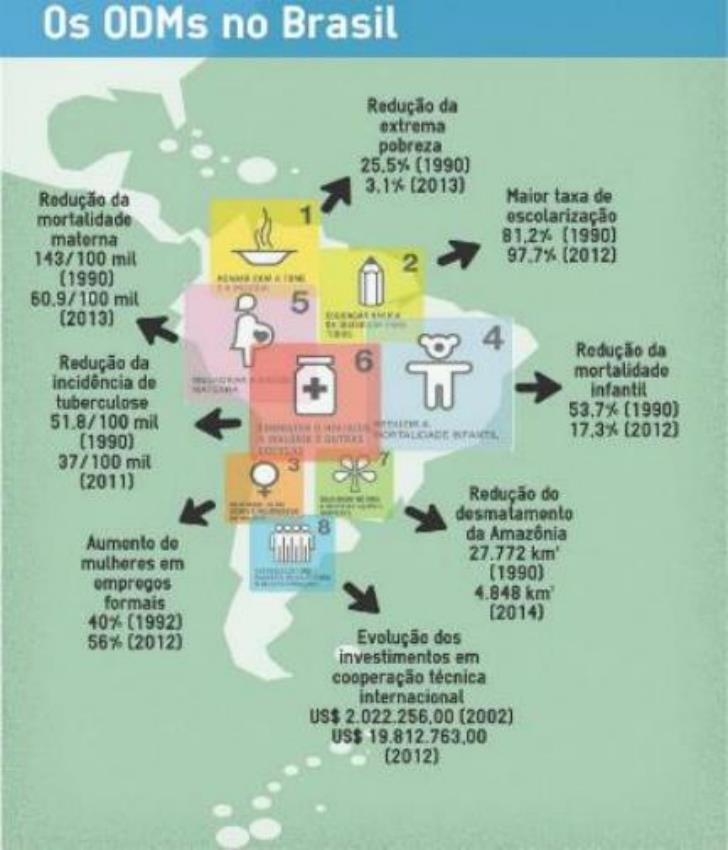 Os ODMs no Brasil
Redução da
extrema
pobreza
25,5% (1990)
3,1% (2013)
Maior taxa de
escolarização
81,2% (1990)
97,7% (2012)
Redução da
mortalidade
materna
143/100 mil
(1990)
60,9/100 mil
(2013)
1
2
5
4
6
MORTALIDADE INFANTIL
3
7
8
Redução da
mortalidade
infantil
53,7% (1990)
17,3% (2012)
Redução da
incidência de
tuberculose
51,8/100 mil
(1990)
37/100 mil
(2011)
Redução do
desmatamento
da Amazônia
27.772 km²
(1990)
4.848 km²
(2014)
Aumento de
mulheres em
empregos
formais
40% (1992)
56% (2012)
Evolução dos
investimentos em
cooperação técnica
internacional
US$ 2.022.256,00 (2002)
US$ 19.812.763,00
(2012)